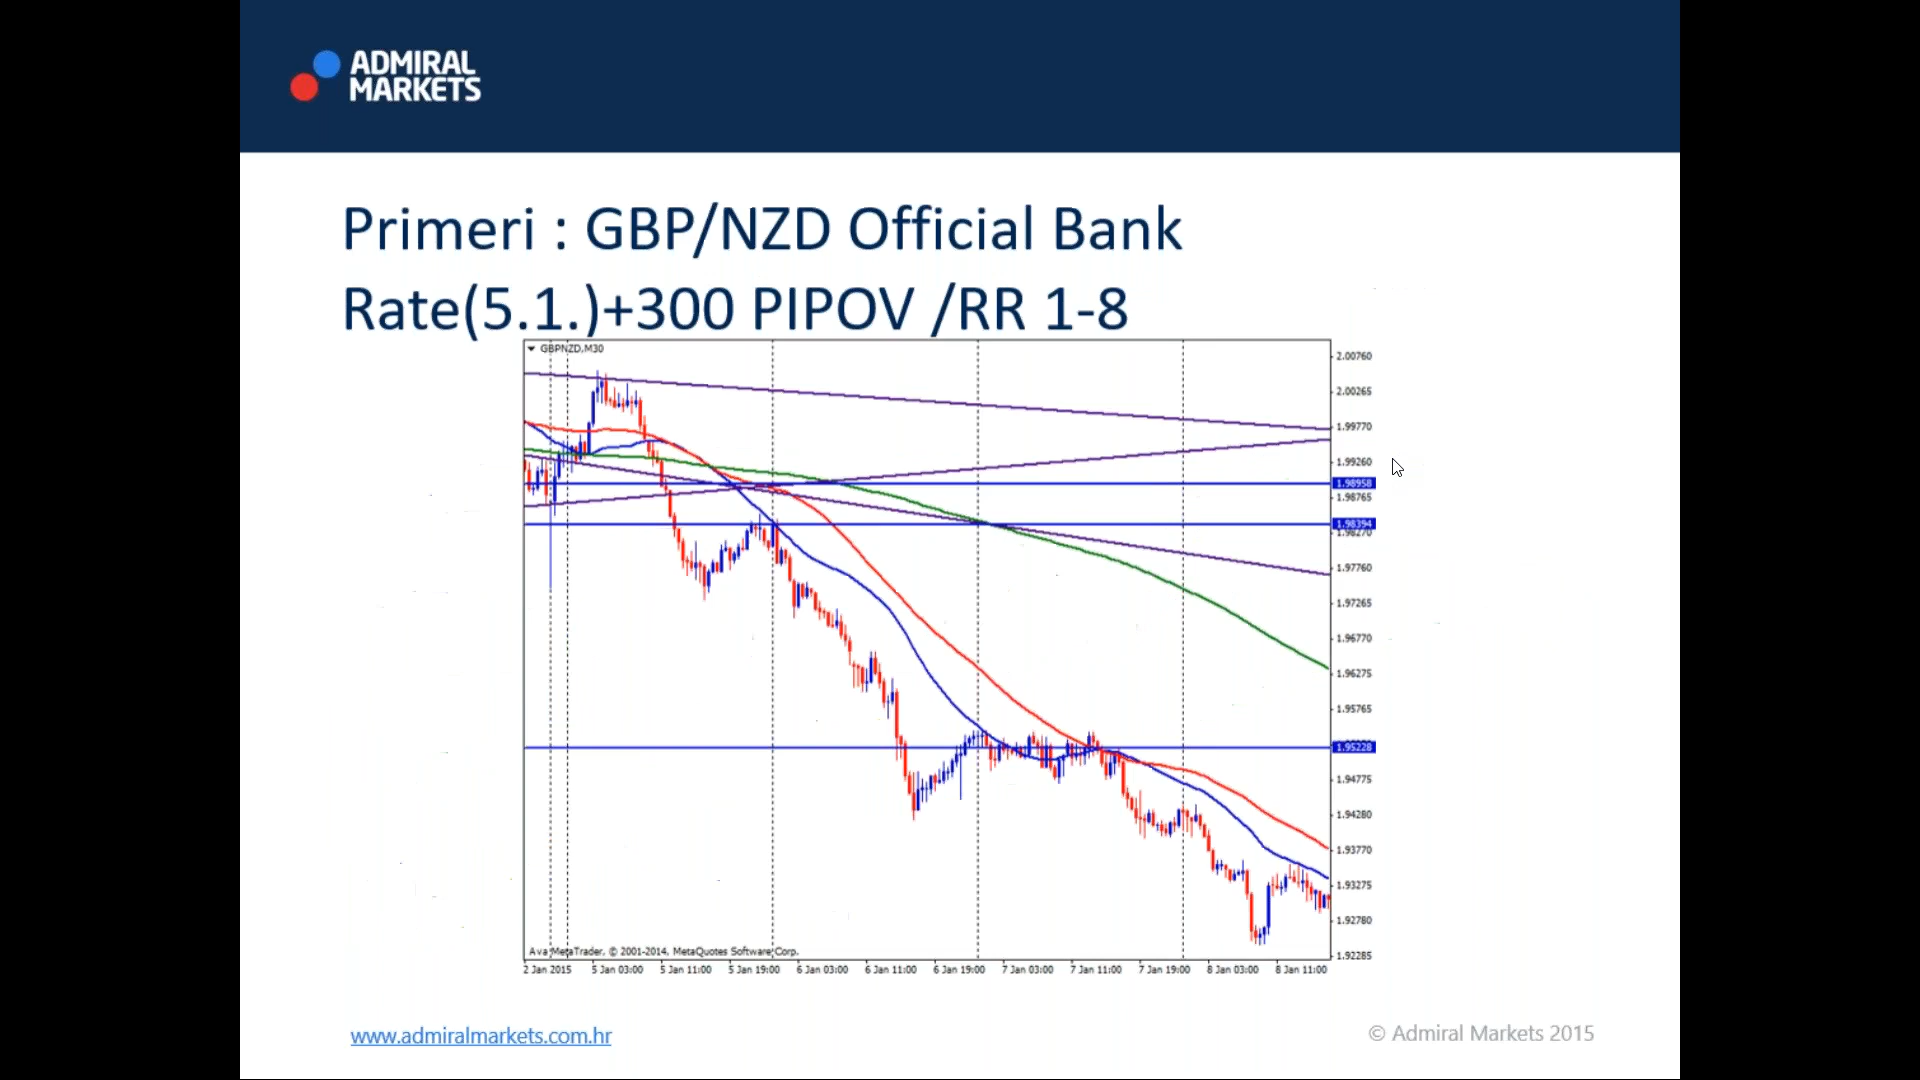 ADMIRAL
MARKETS
Primeri : GBP/NZD Official Bank
Rate(5.1.)+300 PIPOV /RR 1-8
GBPNZD,M30
2.00760
2.00265
1.99770
1.99260
1.98958
1.98765
1.98394
1.98270
1.97760
1.97265
1.96770
1.96275
1.95765
1.95228
1.94775
1.94280
1.93770
1.93275
1.92780
1.92285
Ava MetaTrader, © 2001-2014, MetaQuotes Software Corp.
2 Jan 2015 5 Jan 03:00 5 Jan 11:00 5 Jan 19:00 6 Jan 03:00 6 Jan 11:00 6 Jan 19:00 7 Jan 03:00 7 Jan 11:00 7 Jan 19:00 8 Jan 03:00 8 Jan 11:00
www.admiralmarkets.com.hr
© Admiral Markets 2015